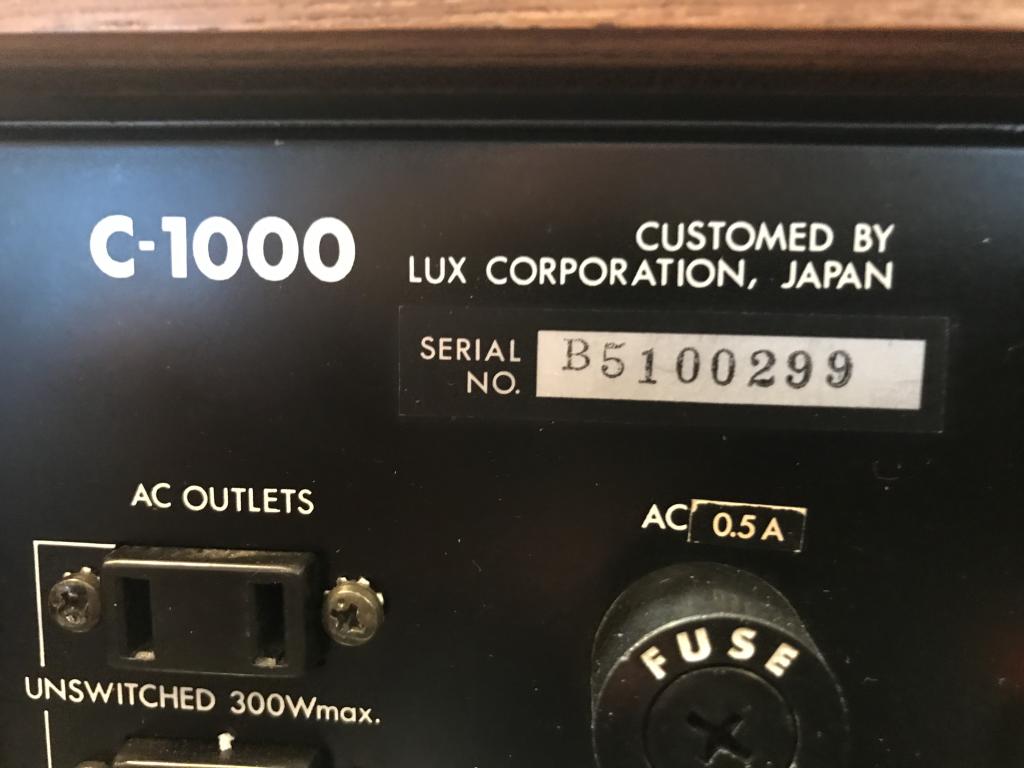 C-1000
CUSTOMED BY
LUX CORPORATION, JAPAN
SERIAL
NO.
B5100299
AC OUTLETS
AC 0.5 A
FUSE
UNSWITCHED 300Wmax.